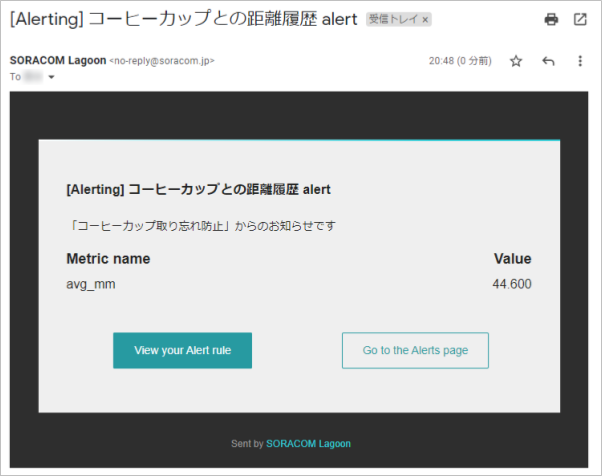 [Alerting] コーヒーカップとの距離履歴 alert 受信トレイ ×
SORACOM Lagoon <no-reply@soracom.jp> 20:48 (0 分前)
To
[Alerting] コーヒーカップとの距離履歴 alert
「コーヒーカップ取り忘れ防止」からのお知らせです
Metric name Value
avg_mm 44.600
View your Alert rule Go to the Alerts page
Sent by SORACOM Lagoon